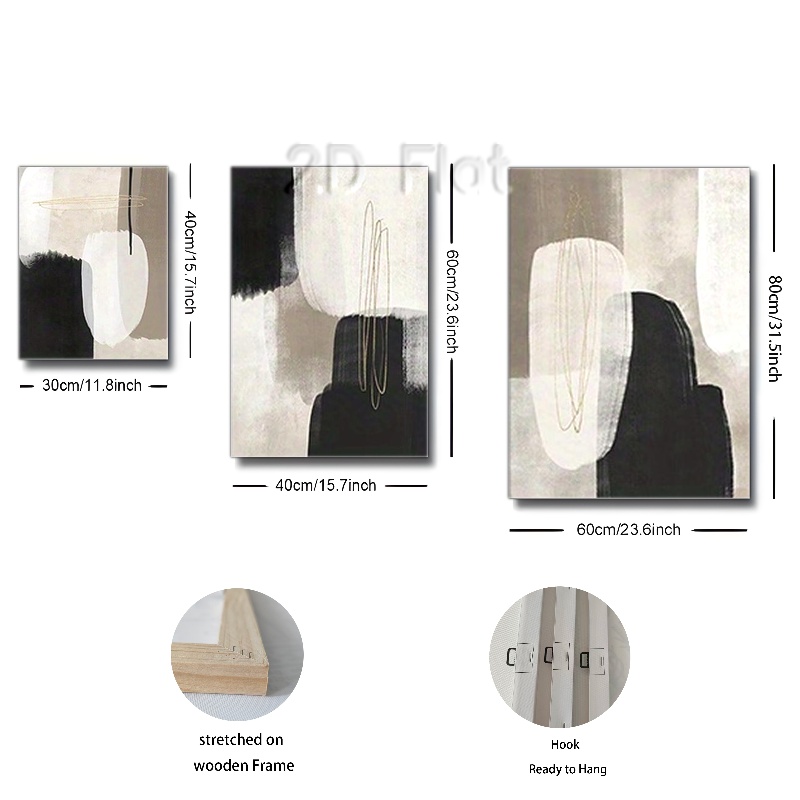 2D Flat
40cm/15.7inch
30cm/11.8inch
60cm/23.6inch
40cm/15.7inch
80cm/31.5inch
60cm/23.6inch
stretched on
wooden Frame
Hook
Ready to Hang